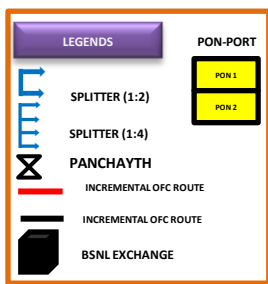 LEGENDS
PON-PORT
PON 1
PON 2
SPLITTER (1:2)
SPLITTER (1:4)
PANCHAYTH
INCREMENTAL OFC ROUTE
INCREMENTAL OFC ROUTE
BSNL EXCHANGE